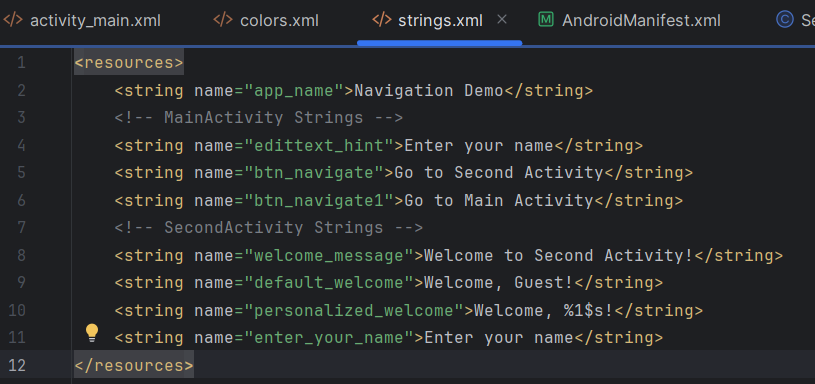 activity_main.xml colors.xml strings.xml AndroidManifest.xml Se
1 <resources>
2 <string name="app_name">Navigation Demo</string>
3 <!-- MainActivity Strings -->
4 <string name="edittext_hint">Enter your name</string>
5 <string name="btn_navigate">Go to Second Activity</string>
6 <string name="btn_navigate1">Go to Main Activity</string>
7 <!-- SecondActivity Strings -->
8 <string name="welcome_message">Welcome to Second Activity!</string>
9 <string name="default_welcome">Welcome, Guest!</string>
10 <string name="personalized_welcome">Welcome, %1$s!</string>
11 <string name="enter_your_name">Enter your name</string>
12 </resources>